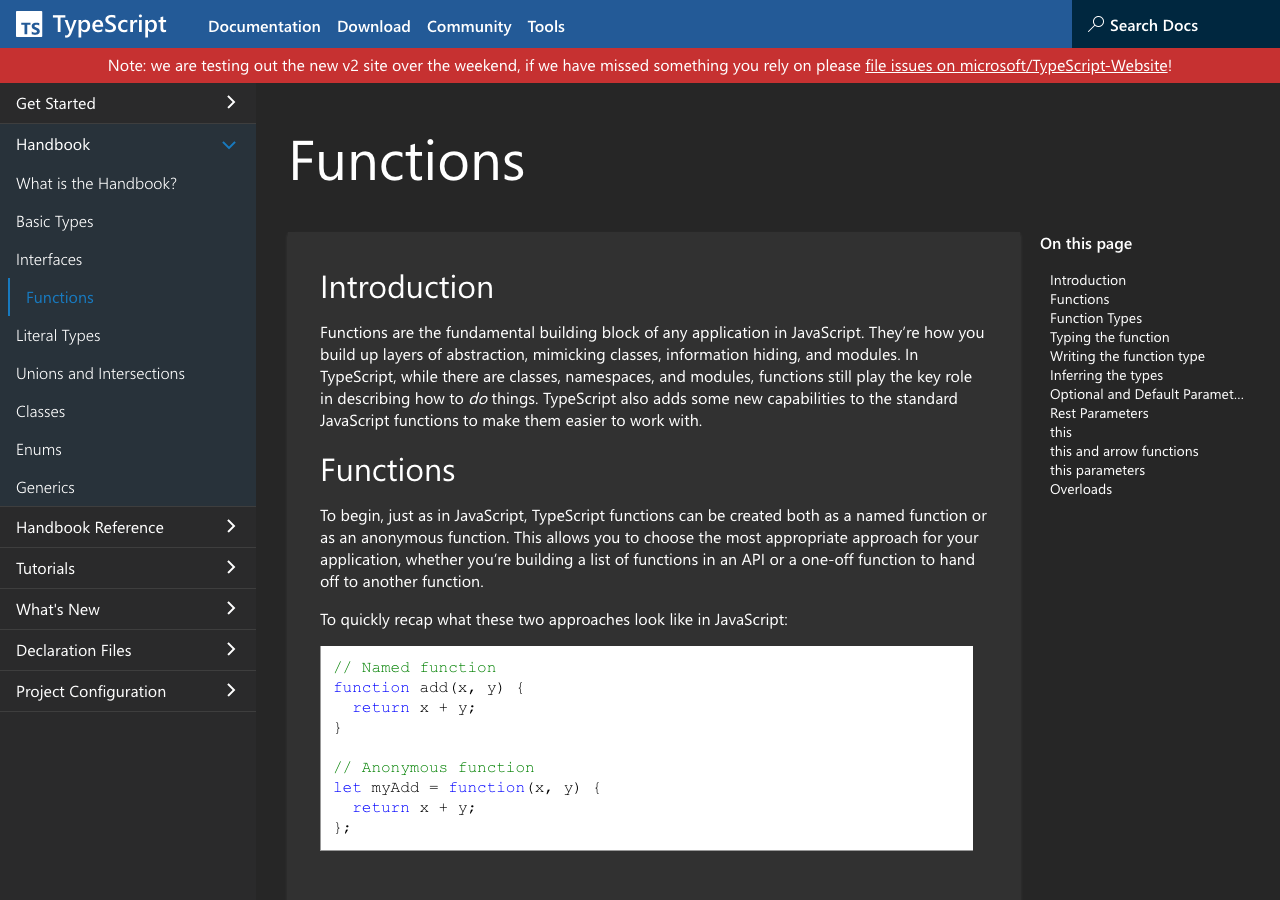 TS TypeScript
Documentation
Download
Community
Tools
Search Docs
Note: we are testing out the new v2 site over the weekend, if we have missed something you rely on please file issues on microsoft/TypeScript-Website!
Get Started
Handbook
What is the Handbook?
Basic Types
Interfaces
Functions
Literal Types
Unions and Intersections
Classes
Enums
Generics
Handbook Reference
Tutorials
What's New
Declaration Files
Project Configuration
Functions
Introduction
Functions are the fundamental building block of any application in JavaScript. They’re how you
build up layers of abstraction, mimicking classes, information hiding, and modules. In
TypeScript, while there are classes, namespaces, and modules, functions still play the key role
in describing how to do things. TypeScript also adds some new capabilities to the standard
JavaScript functions to make them easier to work with.
Functions
To begin, just as in JavaScript, TypeScript functions can be created both as a named function or
as an anonymous function. This allows you to choose the most appropriate approach for your
application, whether you’re building a list of functions in an API or a one-off function to hand
off to another function.
To quickly recap what these two approaches look like in JavaScript:
// Named function
function add(x, y) {
  return x + y;
}
// Anonymous function
let myAdd = function(x, y) {
  return x + y;
};
On this page
Introduction
Functions
Function Types
Typing the function
Writing the function type
Inferring the types
Optional and Default Paramet...
Rest Parameters
this
this and arrow functions
this parameters
Overloads